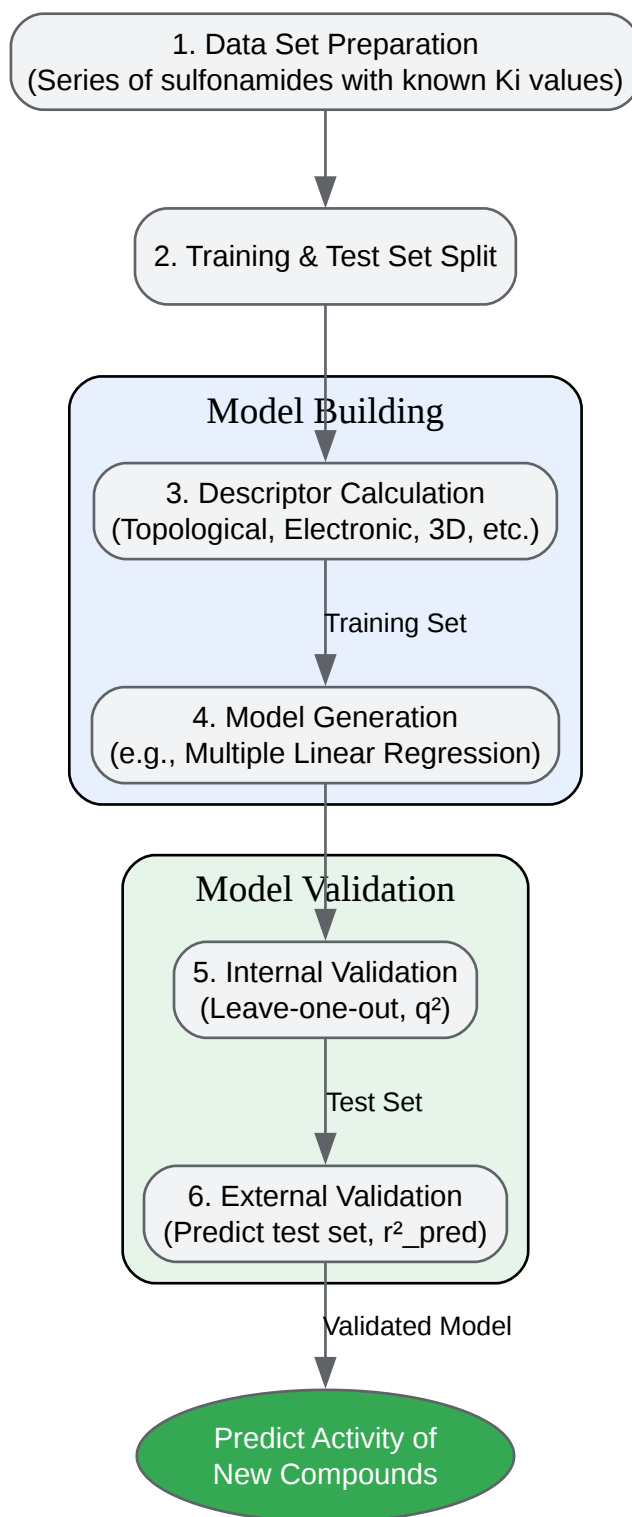 1. Data Set Preparation
(Series of sulfonamides with known Ki values)
2. Training & Test Set Split
Model Building
3. Descriptor Calculation
(Topological, Electronic, 3D, etc.)
Training Set
4. Model Generation
(e.g., Multiple Linear Regression)
Model Validation
5. Internal Validation
(Leave-one-out, q²)
Test Set
6. External Validation
(Predict test set, r²_pred)
Validated Model
Predict Activity of
New Compounds